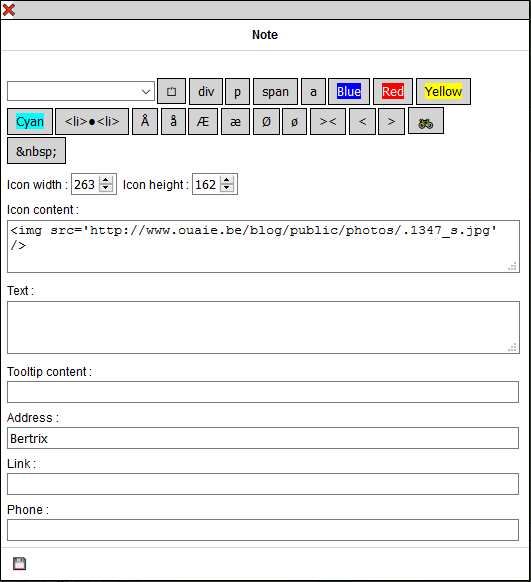 Note
div p span a Blue Red Yellow
Cyan <li>●<li> Å å Æ æ Ø ø >< < >
&nbsp;
Icon width : 263 Icon height : 162
Icon content :
<img src='http://www.ouaie.be/blog/public/photos/.1347_s.jpg'
/>
Text :
Tooltip content :
Address :
Bertrix
Link :
Phone :